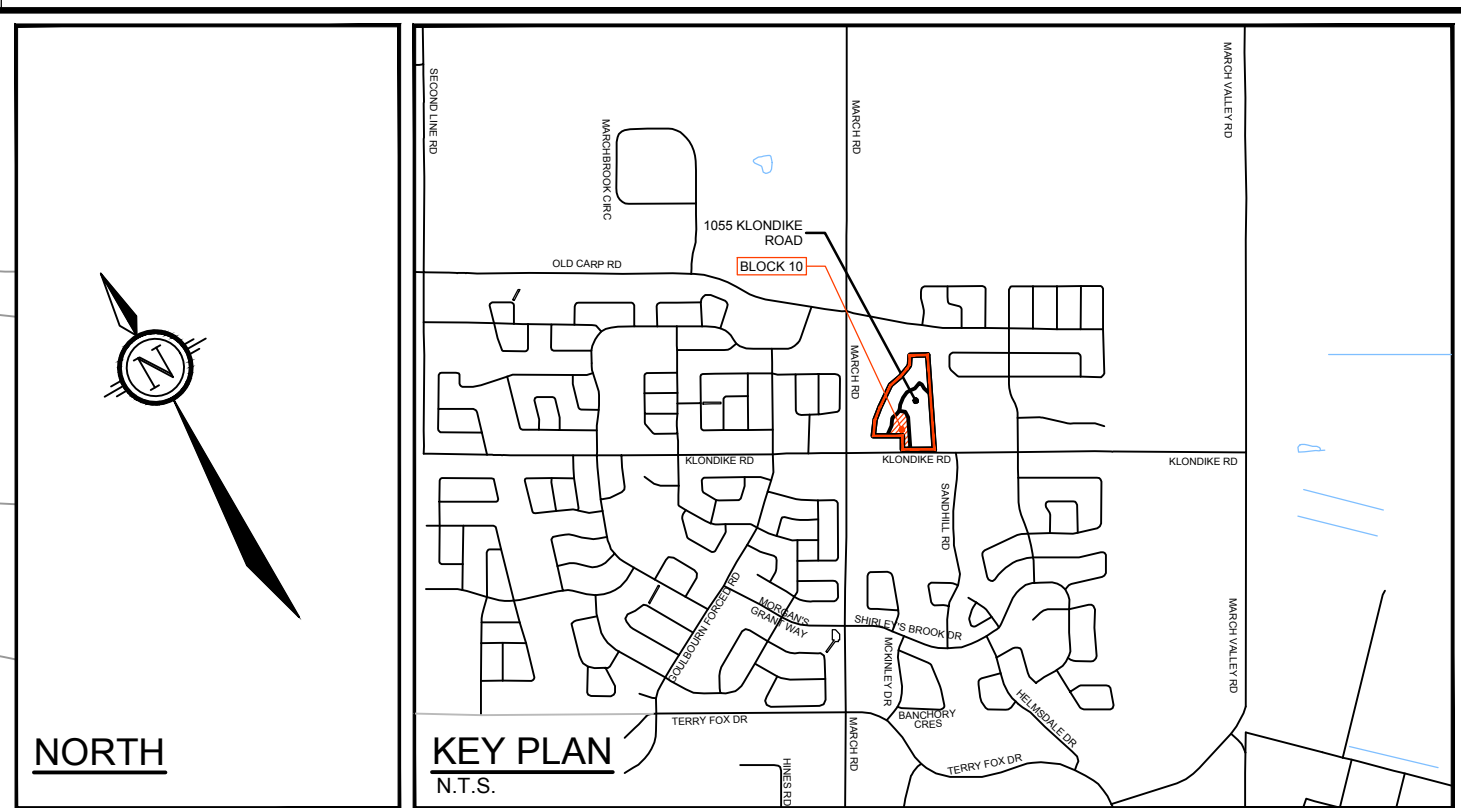 N
NORTH
SECOND LINE RD
MARCHBROOK CIRC
MARCH RD
MARCH VALLEY RD
1055 KLONDIKE
ROAD
BLOCK 10
OLD CARP RD
MARCH RD
KLONDIKE RD
KLONDIKE RD
KLONDIKE RD
SANDHILL RD
GOULBOURN FORCED RD
MORGAN'S
GRANT WAY
SHIRLEY'S BROOK DR
MCKINLEY DR
MARCH VALLEY RD
BANCHORY
CRES
HELMSDALE DR
TERRY FOX DR
MARCH RD
TERRY FOX DR
HINES RD
KEY PLAN
N.T.S.